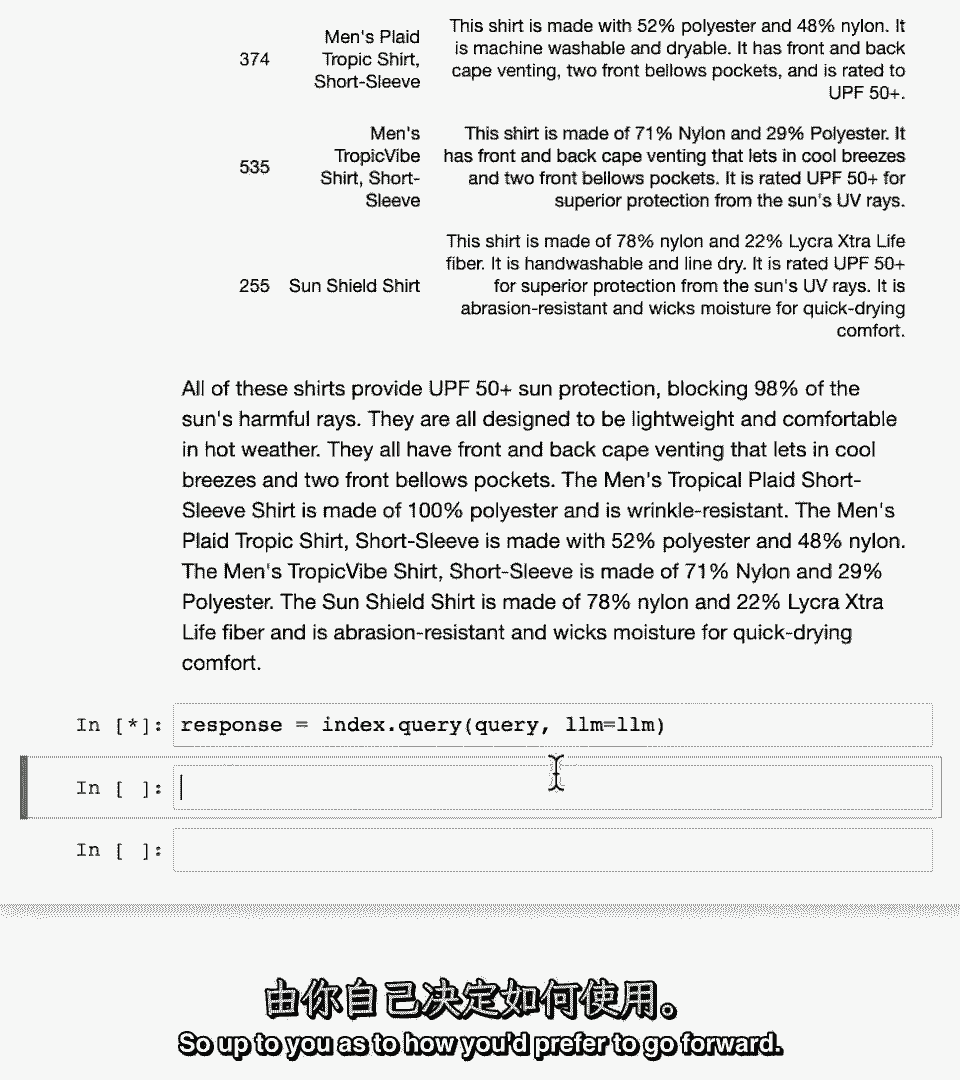 This shirt is made with 52% polyester and 48% nylon. It
Men's Plaid
is machine washable and dryable. It has front and back
374
Tropic Shirt,
cape venting, two front bellows pockets, and is rated to
Short-Sleeve
UPF 50+.
Men's
This shirt is made of 71% Nylon and 29% Polyester. It
TropicVibe
has front and back cape venting that lets in cool breezes
535
Shirt, Short-
and two front bellows pockets. It is rated UPF 50+ for
Sleeve
superior protection from the sun's UV rays.
This shirt is made of 78% nylon and 22% Lycra Xtra Life
fiber. It is handwashable and line dry. It is rated UPF 50+
255 Sun Shield Shirt
for superior protection from the sun's UV rays. It is
abrasion-resistant and wicks moisture for quick-drying
comfort.
All of these shirts provide UPF 50+ sun protection, blocking 98% of the
sun's harmful rays. They are all designed to be lightweight and comfortable
in hot weather. They all have front and back cape venting that lets in cool
breezes and two front bellows pockets. The Men's Tropical Plaid Short-
Sleeve Shirt is made of 100% polyester and is wrinkle-resistant. The Men's
Plaid Tropic Shirt, Short-Sleeve is made with 52% polyester and 48% nylon.
The Men's TropicVibe Shirt, Short-Sleeve is made of 71% Nylon and 29%
Polyester. The Sun Shield Shirt is made of 78% nylon and 22% Lycra Xtra
Life fiber and is abrasion-resistant and wicks moisture for quick-drying
comfort.
In [*]: response = index.query(query, llm=llm)
In [ ]:
In [ ]:
由你自己决定如何使用。
So up to you as to how you'd prefer to go forward.